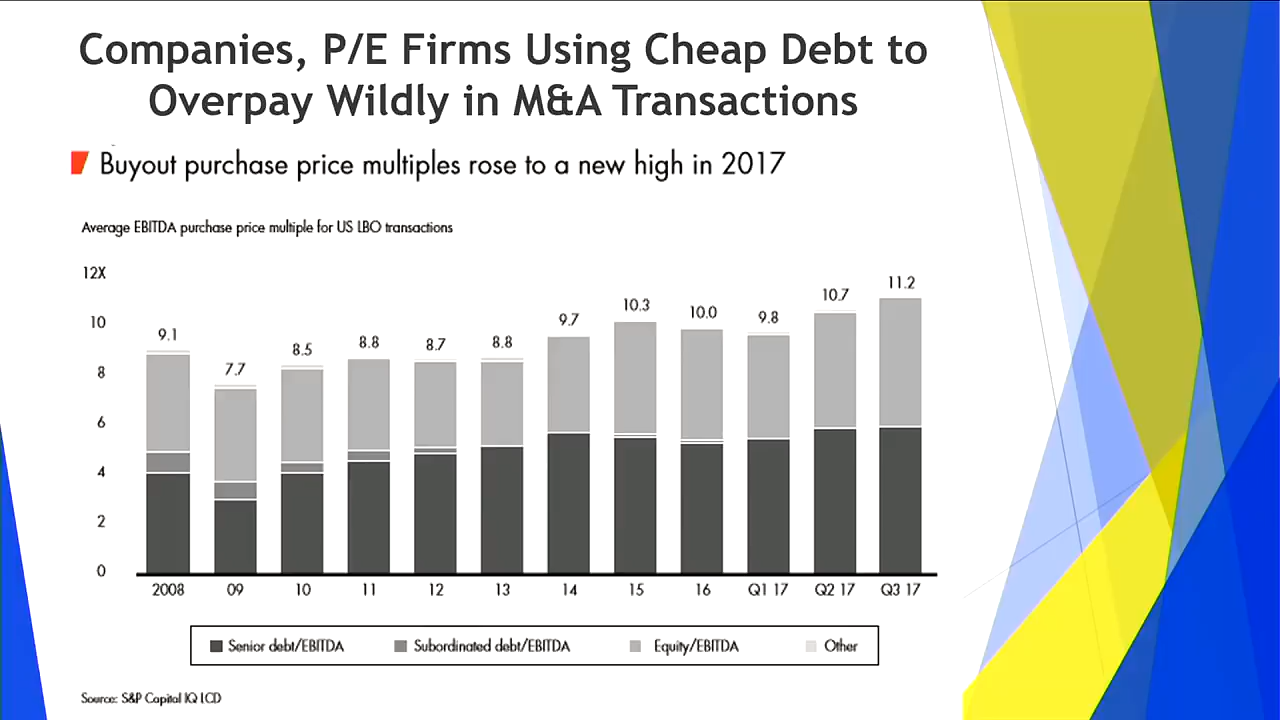 Companies, P/E Firms Using Cheap Debt to
Overpay Wildly in M&A Transactions
Buyout purchase price multiples rose to a new high in 2017
Average EBITDA purchase price multiple for US LBO transactions
12X
10
8
6
4
2
0
9.1 7.7 8.5 8.8 8.7 8.8 9.7 10.3 10.0 9.8 10.7 11.2
2008 09 10 11 12 13 14 15 16 Q1 17 Q2 17 Q3 17
Senior debt/EBITDA Subordinated debt/EBITDA Equity/EBITDA Other
Source: S&P Capital IQ LCD